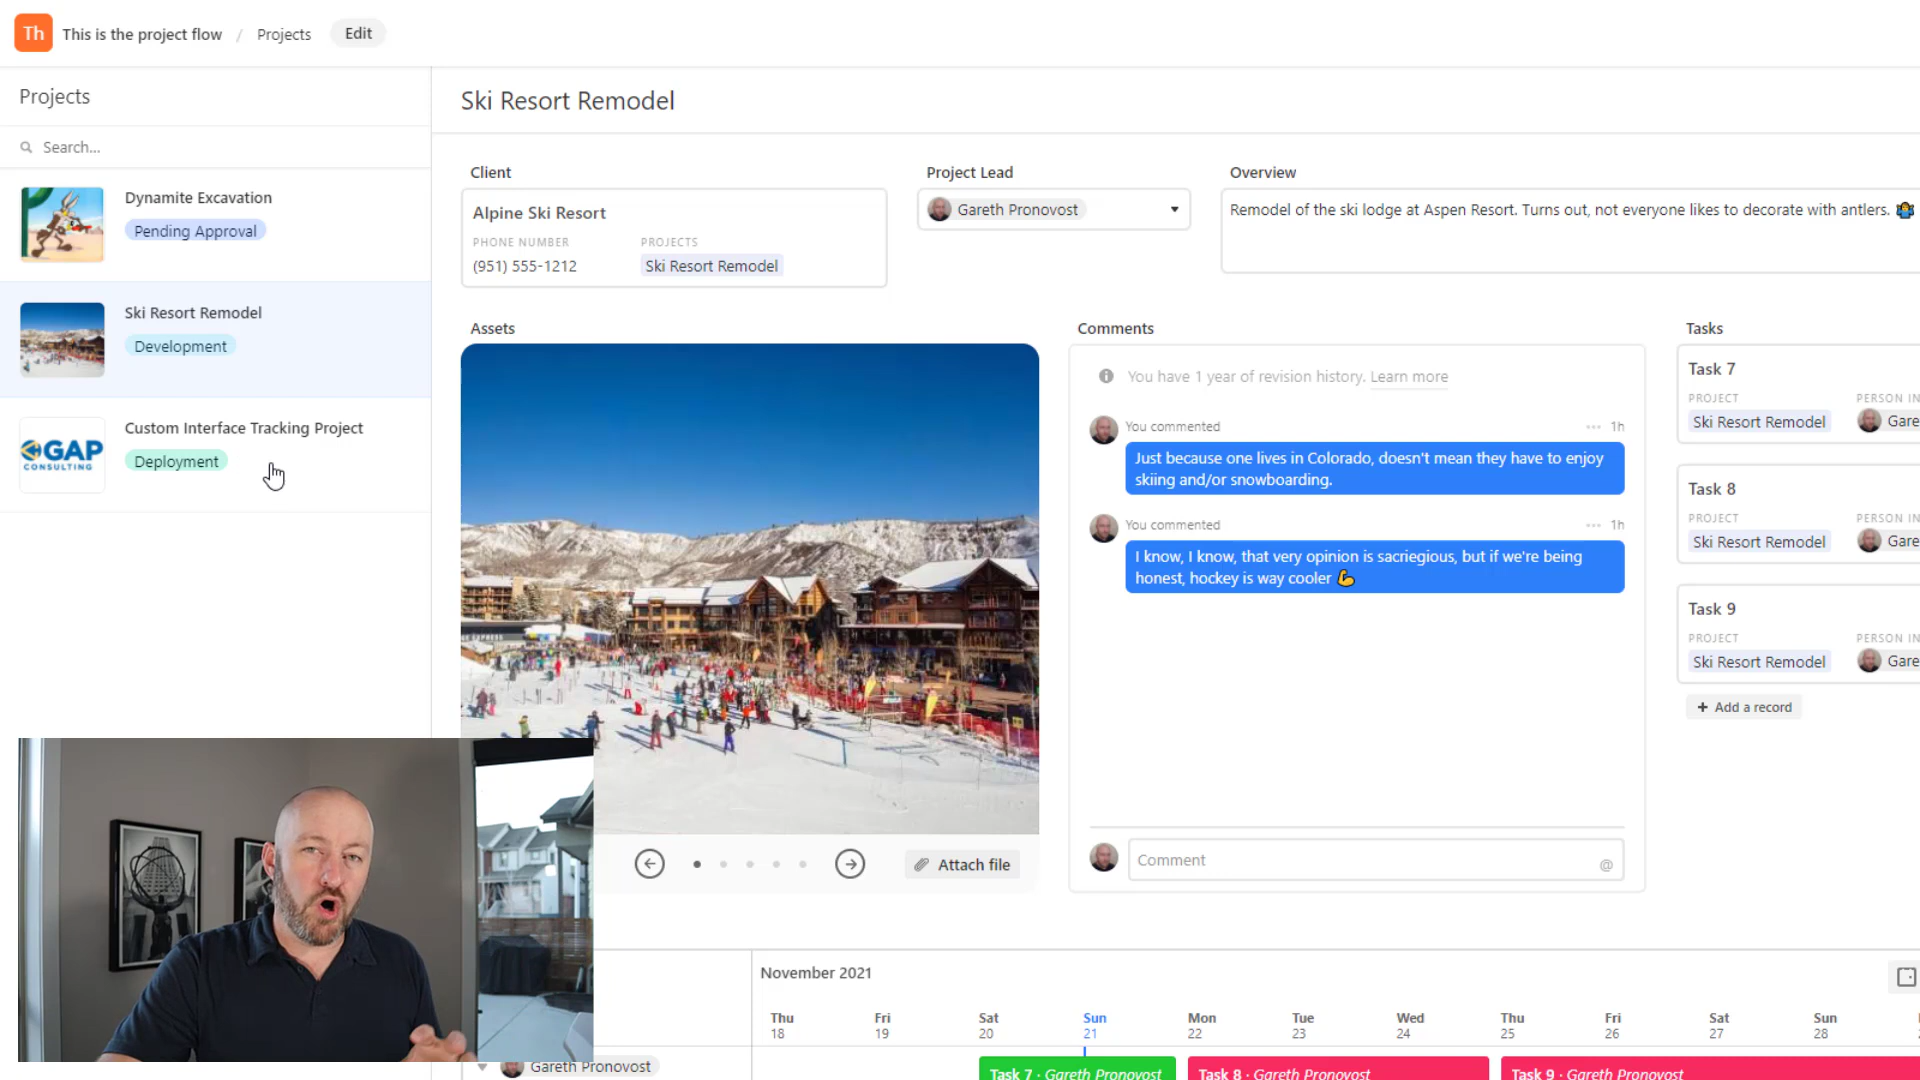 Th This is the project flow / Projects Edit
Projects
Search...
Dynamite Excavation
Pending Approval
Ski Resort Remodel
Development
GAP
CONSULTING
Custom Interface Tracking Project
Deployment
Ski Resort Remodel
Client
Alpine Ski Resort
PHONE NUMBER PROJECTS
(951) 555-1212 Ski Resort Remodel
Project Lead
Gareth Pronovost
Overview
Remodel of the ski lodge at Aspen Resort. Turns out, not everyone likes to decorate with antlers. 🤷‍♂️
Assets
Attach file
Comments
You have 1 year of revision history. Learn more
You commented ··· 1h
Just because one lives in Colorado, doesn't mean they have to enjoy
skiing and/or snowboarding.
You commented ··· 1h
I know, I know, that very opinion is sacriegious, but if we're being
honest, hockey is way cooler 💪
Comment @
Tasks
Task 7
PROJECT PERSON IN
Ski Resort Remodel Gare
Task 8
PROJECT PERSON IN
Ski Resort Remodel Gare
Task 9
PROJECT PERSON IN
Ski Resort Remodel Gare
+ Add a record
November 2021
Thu Fri Sat Sun Mon Tue Wed Thu Fri Sat Sun
18 19 20 21 22 23 24 25 26 27 28
Gareth Pronovost
Task 7 · Gareth Pronovost Task 8 · Gareth Pronovost Task 9 · Gareth Pronovost